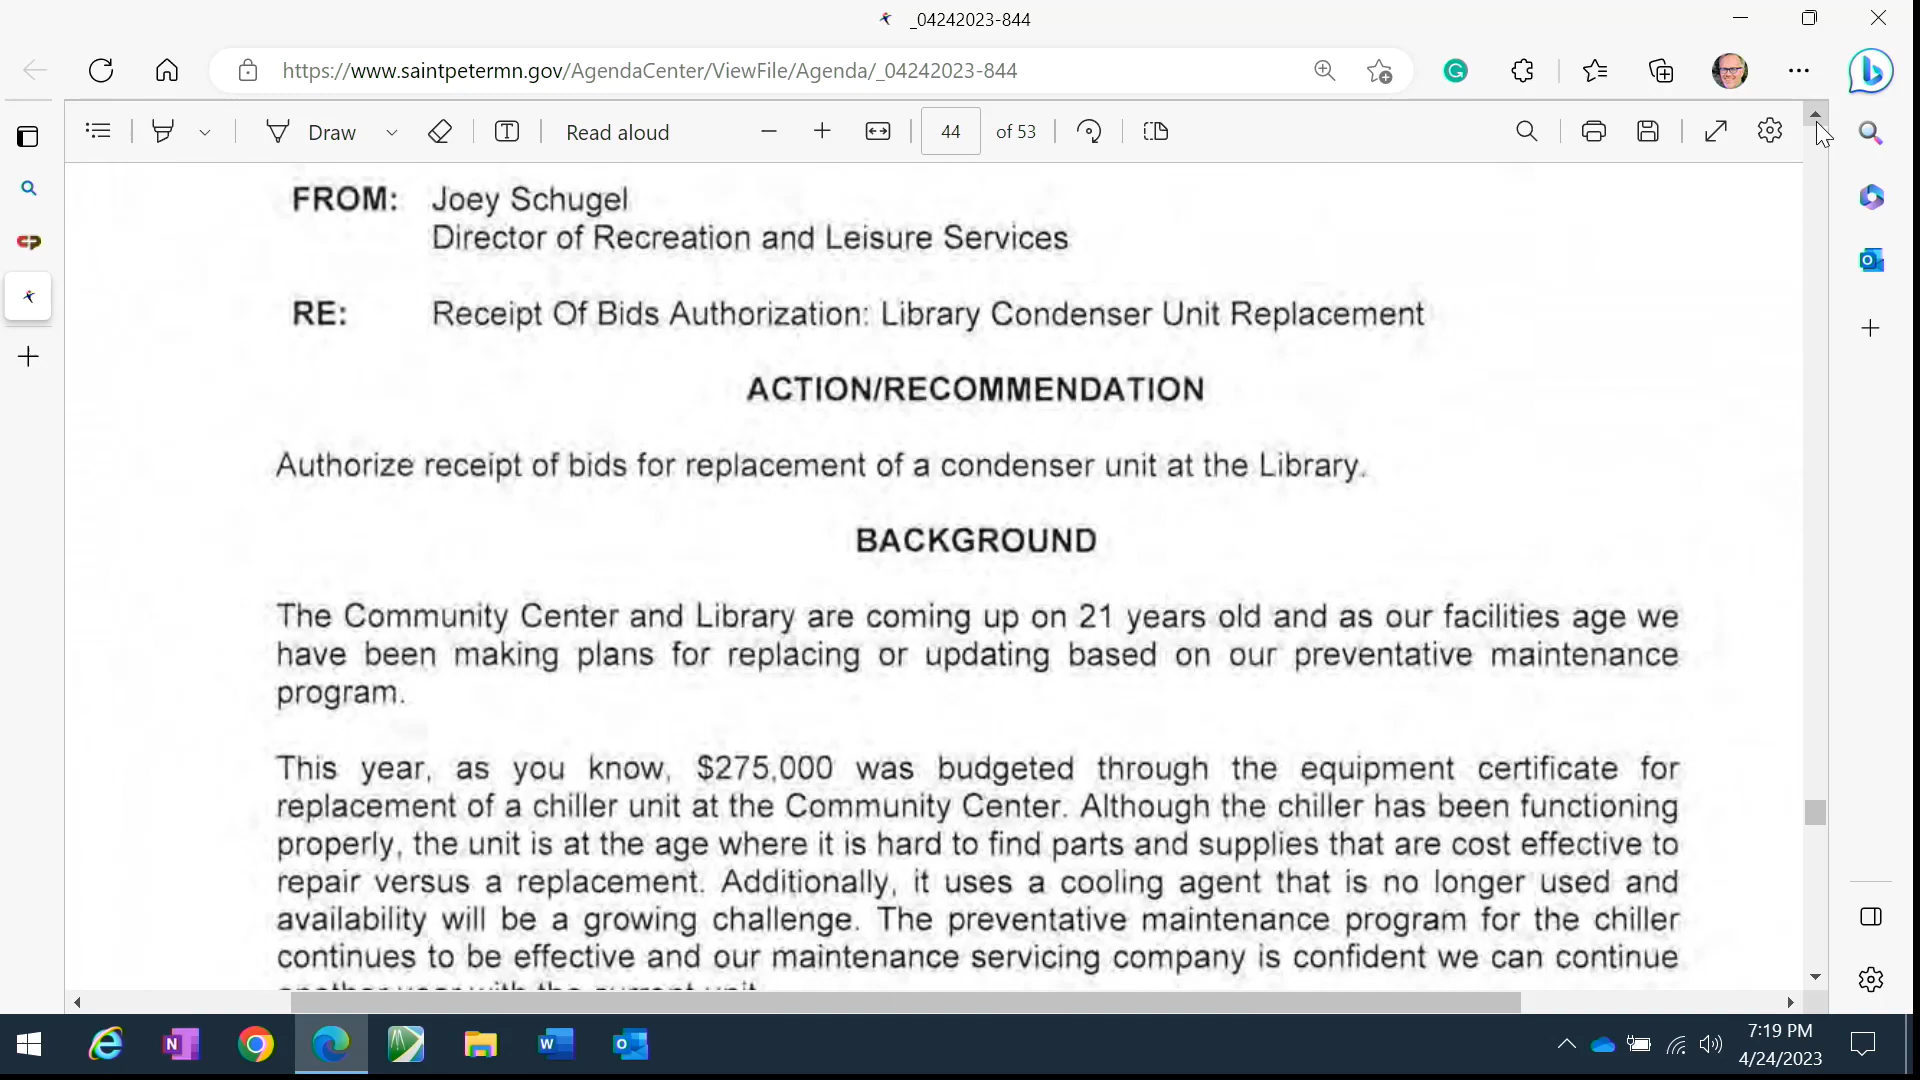 _04242023-844
https://www.saintpetermn.gov/AgendaCenter/ViewFile/Agenda/_04242023-844
Draw
Read aloud
44 of 53
FROM: Joey Schugel
Director of Recreation and Leisure Services
RE: Receipt Of Bids Authorization: Library Condenser Unit Replacement
ACTION/RECOMMENDATION
Authorize receipt of bids for replacement of a condenser unit at the Library.
BACKGROUND
The Community Center and Library are coming up on 21 years old and as our facilities age we
have been making plans for replacing or updating based on our preventative maintenance
program.
This year, as you know, $275,000 was budgeted through the equipment certificate for
replacement of a chiller unit at the Community Center. Although the chiller has been functioning
properly, the unit is at the age where it is hard to find parts and supplies that are cost effective to
repair versus a replacement. Additionally, it uses a cooling agent that is no longer used and
availability will be a growing challenge. The preventative maintenance program for the chiller
continues to be effective and our maintenance servicing company is confident we can continue
another year with the current unit.
7:19 PM
4/24/2023